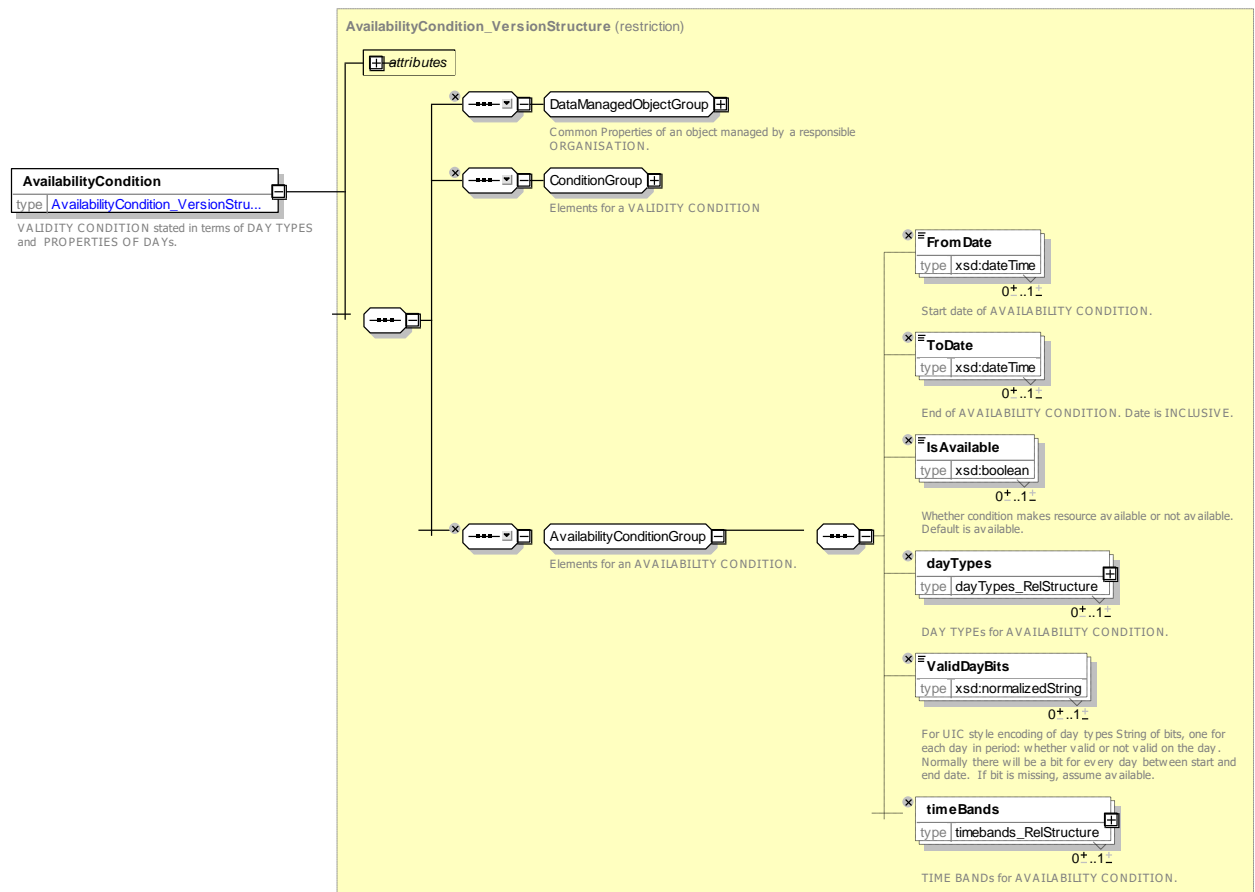 AvailabilityCondition_VersionStructure (restriction)
attributes
DataManagedObjectGroup
Common Properties of an object managed by a responsible
ORGANISATION.
AvailabilityCondition
type AvailabilityCondition_VersionStru...
VALIDITY CONDITION stated in terms of DAY TYPES
and PROPERTIES OF DAYs.
ConditionGroup
Elements for a VALIDITY CONDITION
FromDate
type xsd:dateTime
0..1
Start date of AVAILABILITY CONDITION.
ToDate
type xsd:dateTime
0..1
End of AVAILABILITY CONDITION. Date is INCLUSIVE.
IsAvailable
type xsd:boolean
0..1
Whether condition makes resource available or not available.
Default is available.
AvailabilityConditionGroup
Elements for an AVAILABILITY CONDITION.
dayTypes
type dayTypes_RelStructure
0..1
DAY TYPEs for AVAILABILITY CONDITION.
ValidDayBits
type xsd:normalizedString
0..1
For UIC style encoding of day types String of bits, one for
each day in period: whether valid or not valid on the day.
Normally there will be a bit for every day between start and
end date. If bit is missing, assume available.
timeBands
type timebands_RelStructure
0..1
TIME BANDs for AVAILABILITY CONDITION.